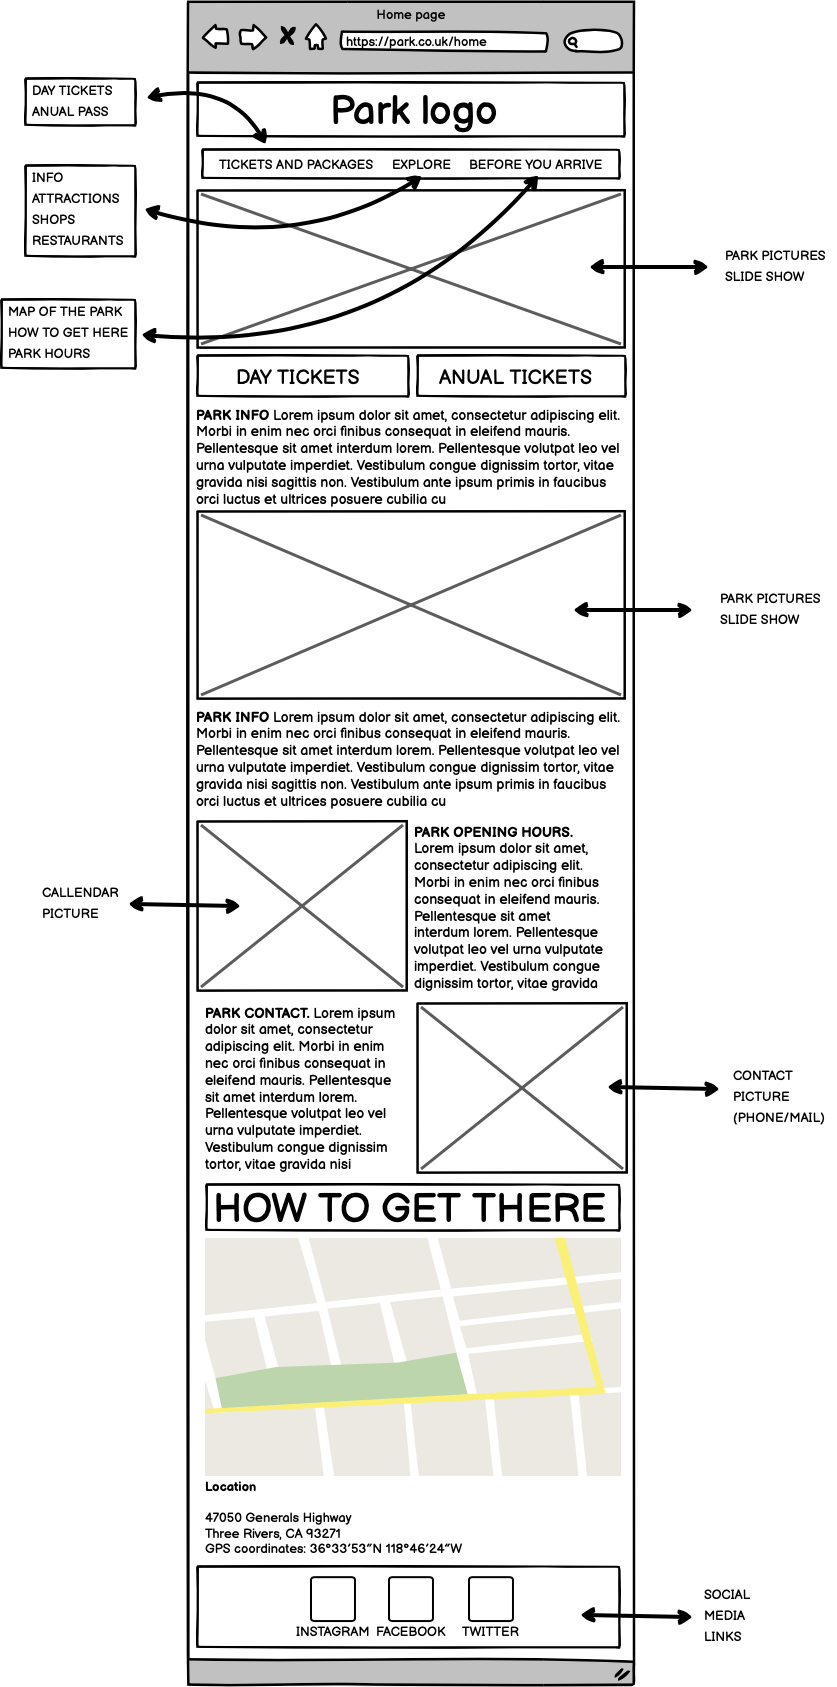 Home page
https://park.co.uk/home
DAY TICKETS
ANUAL PASS
Park logo
TICKETS AND PACKAGES EXPLORE BEFORE YOU ARRIVE
INFO
ATTRACTIONS
SHOPS
RESTAURANTS
PARK PICTURES
SLIDE SHOW
MAP OF THE PARK
HOW TO GET HERE
PARK HOURS
DAY TICKETS
ANUAL TICKETS
PARK INFO Lorem ipsum dolor sit amet, consectetur adipiscing elit.
Morbi in enim nec orci finibus consequat in eleifend mauris.
Pellentesque sit amet interdum lorem. Pellentesque volutpat leo vel
urna vulputate imperdiet. Vestibulum congue dignissim tortor, vitae
gravida nisi sagittis non. Vestibulum ante ipsum primis in faucibus
orci luctus et ultrices posuere cubilia cu
PARK PICTURES
SLIDE SHOW
PARK INFO Lorem ipsum dolor sit amet, consectetur adipiscing elit.
Morbi in enim nec orci finibus consequat in eleifend mauris.
Pellentesque sit amet interdum lorem. Pellentesque volutpat leo vel
urna vulputate imperdiet. Vestibulum congue dignissim tortor, vitae
gravida nisi sagittis non. Vestibulum ante ipsum primis in faucibus
orci luctus et ultrices posuere cubilia cu
CALLENDAR
PICTURE
PARK OPENING HOURS.
Lorem ipsum dolor sit amet,
consectetur adipiscing elit.
Morbi in enim nec orci finibus
consequat in eleifend mauris.
Pellentesque sit amet
interdum lorem. Pellentesque
volutpat leo vel urna vulputate
imperdiet. Vestibulum congue
dignissim tortor, vitae gravida
PARK CONTACT. Lorem ipsum
dolor sit amet, consectetur
adipiscing elit. Morbi in enim
nec orci finibus consequat in
eleifend mauris. Pellentesque
sit amet interdum lorem.
Pellentesque volutpat leo vel
urna vulputate imperdiet.
Vestibulum congue dignissim
tortor, vitae gravida nisi
CONTACT
PICTURE
(PHONE/MAIL)
HOW TO GET THERE
Location
47050 Generals Highway
Three Rivers, CA 93271
GPS coordinates: 36°33′53″N 118°46′24″W
INSTAGRAM FACEBOOK TWITTER
SOCIAL
MEDIA
LINKS